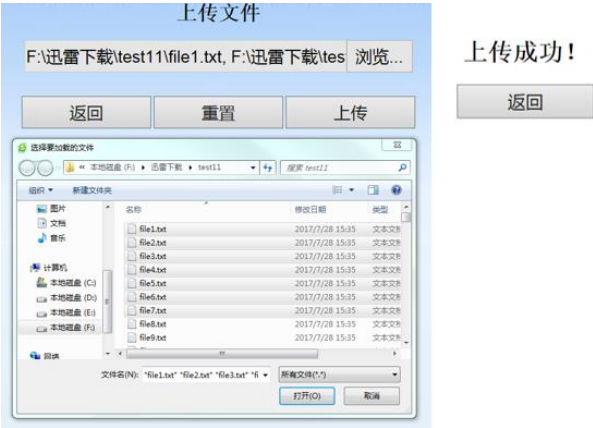 上传文件
F:\迅雷下载\test11\file1.txt, F:\迅雷下载\tes 浏览...
返回 重置 上传
选择要加载的文件
« 本地磁盘 (F:) 迅雷下载 test11 搜索 test11
组织 新建文件夹
图片 名称 修改日期 类型
文档 file1.txt 2017/7/28 15:35 文本文档
音乐 file2.txt 2017/7/28 15:35 文本文档
file3.txt 2017/7/28 15:35 文本文档
计算机 file4.txt 2017/7/28 15:35 文本文档
本地磁盘 (C:) file5.txt 2017/7/28 15:35 文本文档
本地磁盘 (D:) file6.txt 2017/7/28 15:35 文本文档
本地磁盘 (E:) file7.txt 2017/7/28 15:35 文本文档
本地磁盘 (F:) file8.txt 2017/7/28 15:35 文本文档
file9.txt 2017/7/28 15:35 文本文档
网络
文件名(N): "file1.txt" "file2.txt" "file3.txt" "fi 所有文件(*.*)
打开(O) 取消
上传成功！
返回